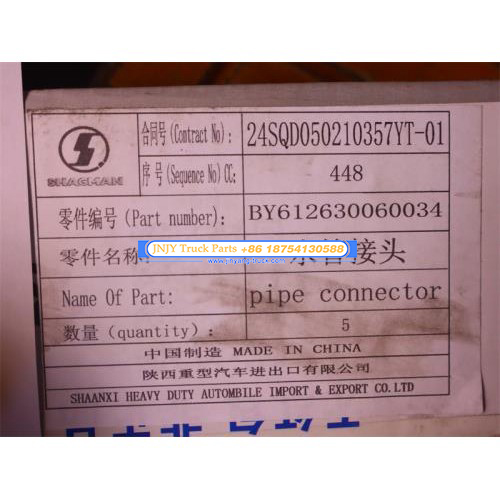 SHACMAN
合同号(Contract No): 24SQD050210357YT-01
序号(Sequence No)CC: 448
零件编号(Part number): BY612630060034
JNJY Truck Parts +86 18754130588
零件名称: 水管接头
Name Of Part: pipe connector
数量(quantity): 5
中国制造 MADE IN CHINA
陕西重型汽车进出口有限公司
SHAANXI HEAVY DUTY AUTOMBILE IMPORT & EXPORT CO.LTD